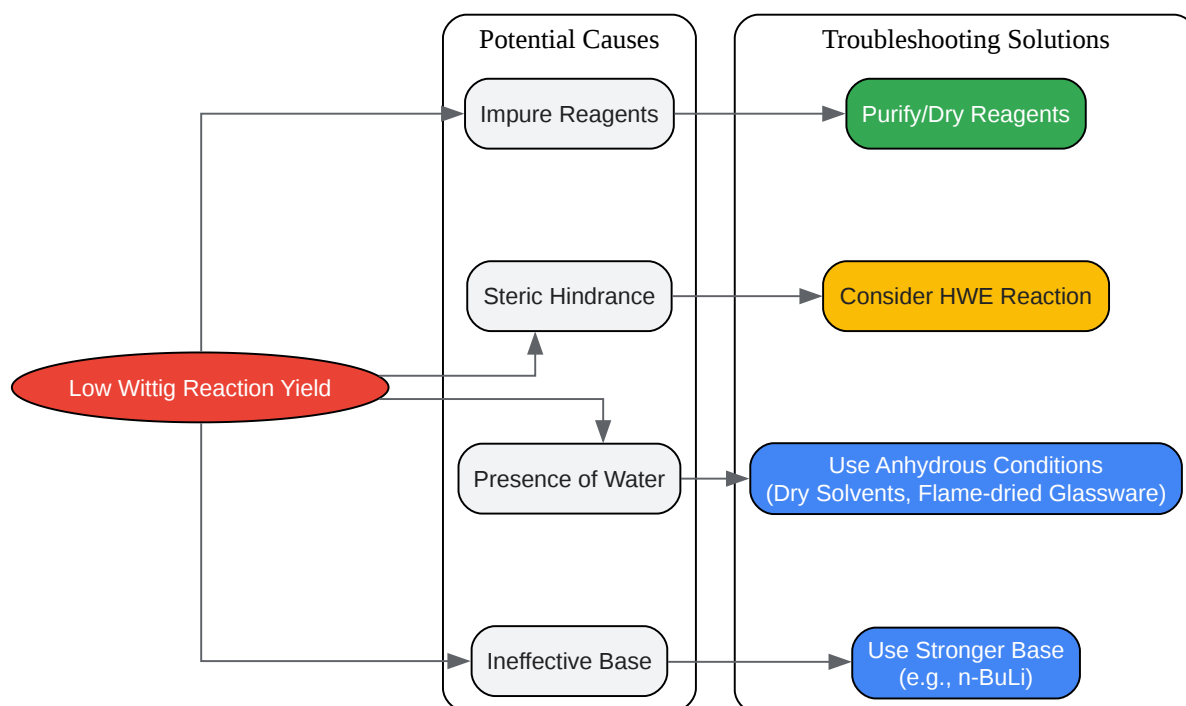 Potential Causes
Troubleshooting Solutions
Impure Reagents
Purify/Dry Reagents
Steric Hindrance
Consider HWE Reaction
Low Wittig Reaction Yield
Presence of Water
Use Anhydrous Conditions
(Dry Solvents, Flame-dried Glassware)
Ineffective Base
Use Stronger Base
(e.g., n-BuLi)